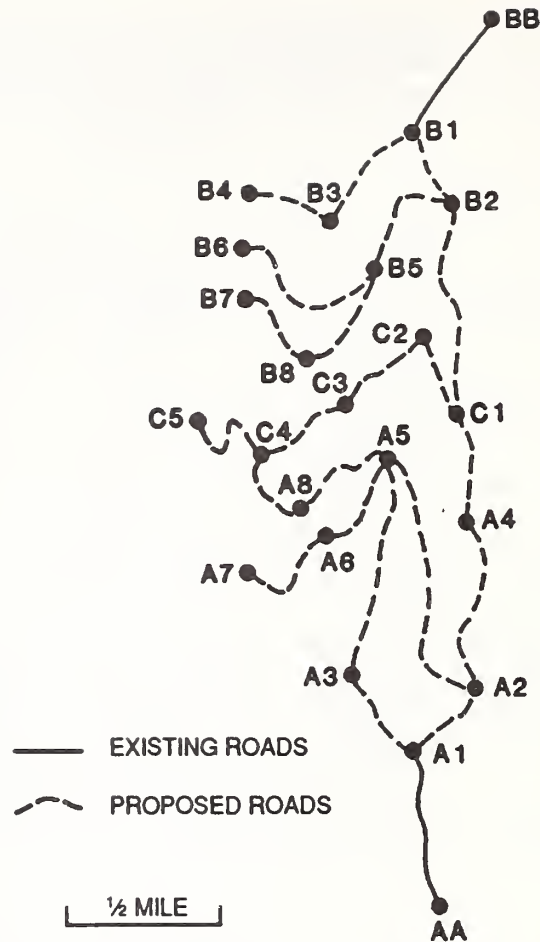 BB
B1
B4
B3
B2
B6
B5
B7
C2
B8
C3
C1
C5
C4
A5
A8
A4
A6
A7
A3
A2
A1
EXISTING ROADS
PROPOSED ROADS
½ MILE
AA